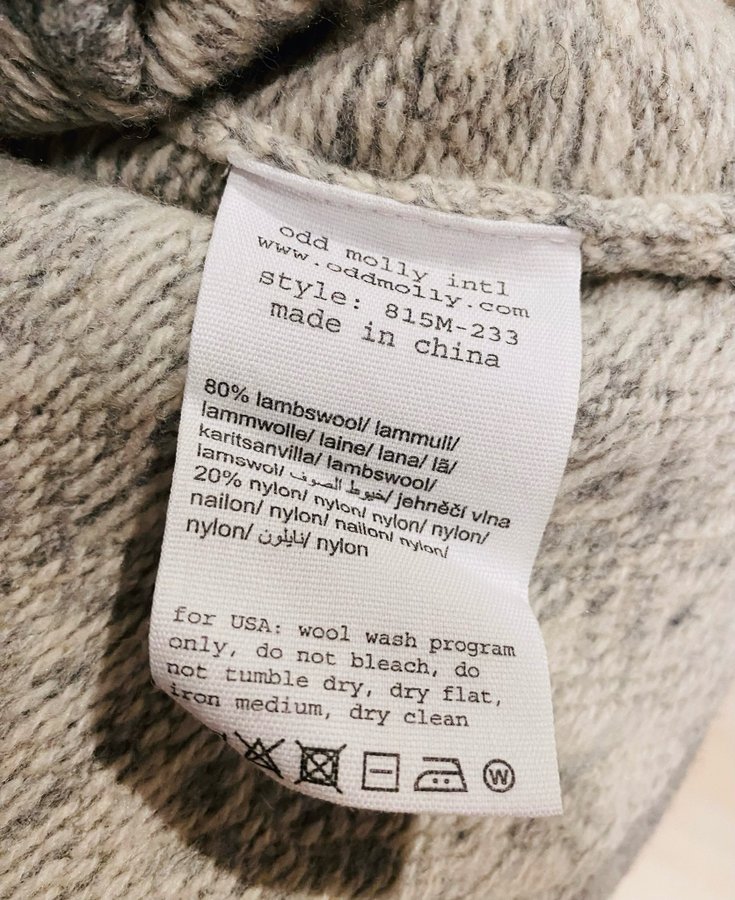 odd molly intl
www.oddmolly.com
style: 815M-233
made in china
80% lambswool/ lammull/
lammwolle/ laine/ lana/ lã/
karitsanvilla/ lambswool/
lamswol/ خيوط الصوف/ jehněčí vlna
20% nylon/ nylon/ nylon/ nylon/
nailon/ nylon/ nailon/ nylon/
nylon/ نايلون/ nylon
for USA: wool wash program
only, do not bleach, do
not tumble dry, dry flat,
iron medium, dry clean
W